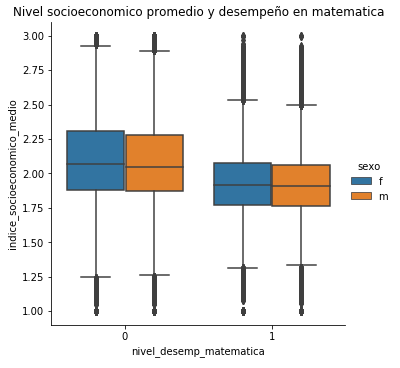 Nivel socioeconomico promedio y desempeño en matematica
3.00
2.75
2.50
2.25
2.00
1.75
1.50
1.25
1.00
indice_socioeconomico_medio
0
1
nivel_desemp_matematica
sexo
f
m